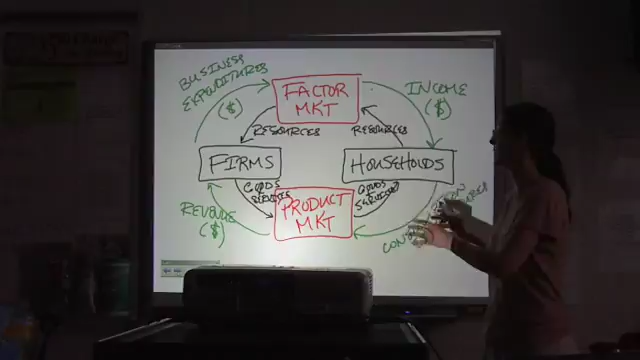 BUSINESS
EXPENDITURES
($)
FACTOR
MKT
INCOME
($)
RESOURCES
RESOURCES
FIRMS
HOUSEHOLDS
GOODS
SERVICES
GOODS
SERVICES
PRODUCT
MKT
REVENUE
($)